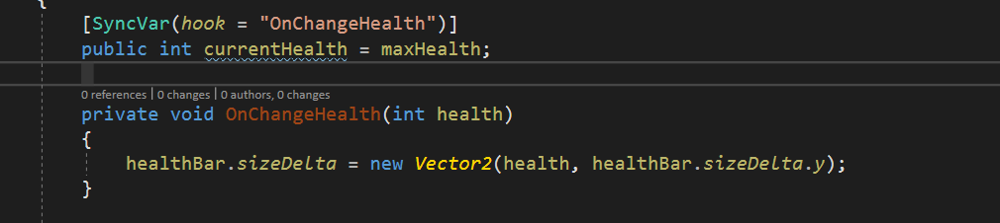 {
[SyncVar(hook = "OnChangeHealth")]
public int currentHealth = maxHealth;
0 references | 0 changes | 0 authors, 0 changes
private void OnChangeHealth(int health)
{
healthBar.sizeDelta = new Vector2(health, healthBar.sizeDelta.y);
}